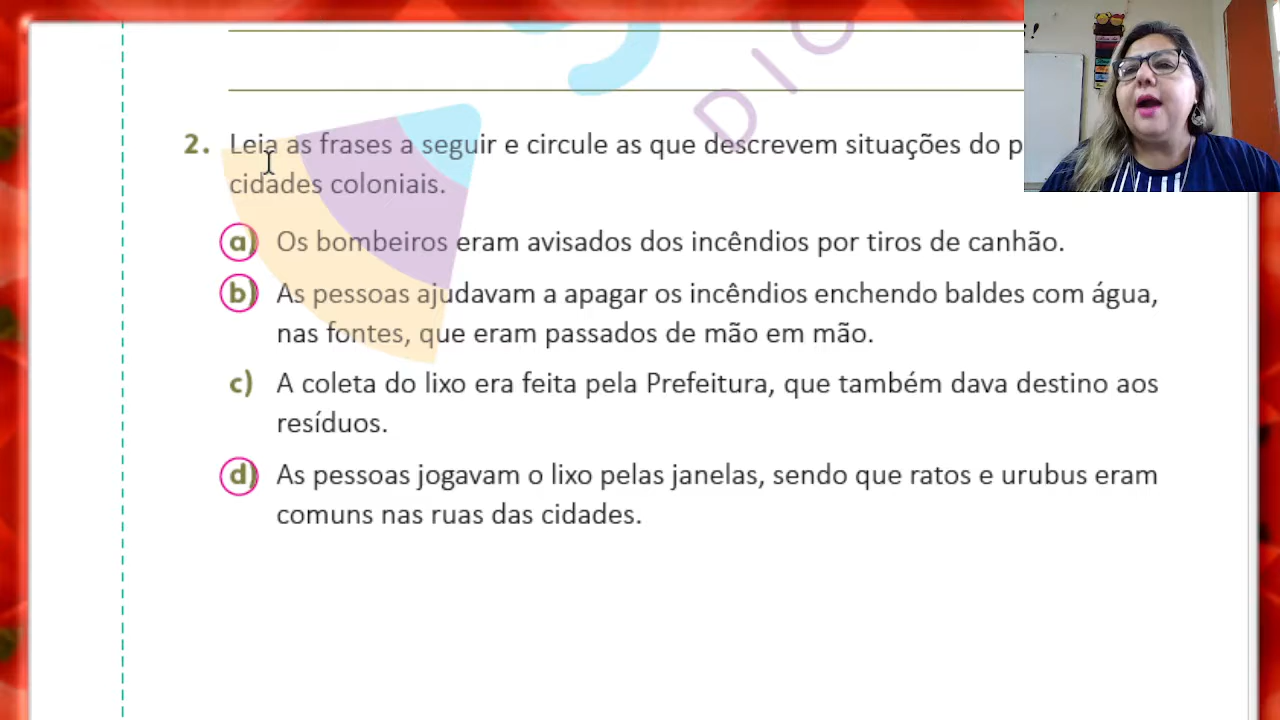 DIO
2. Leia as frases a seguir e circule as que descrevem situações do p
cidades coloniais.
a) Os bombeiros eram avisados dos incêndios por tiros de canhão.
b) As pessoas ajudavam a apagar os incêndios enchendo baldes com água,
nas fontes, que eram passados de mão em mão.
c) A coleta do lixo era feita pela Prefeitura, que também dava destino aos
resíduos.
d) As pessoas jogavam o lixo pelas janelas, sendo que ratos e urubus eram
comuns nas ruas das cidades.